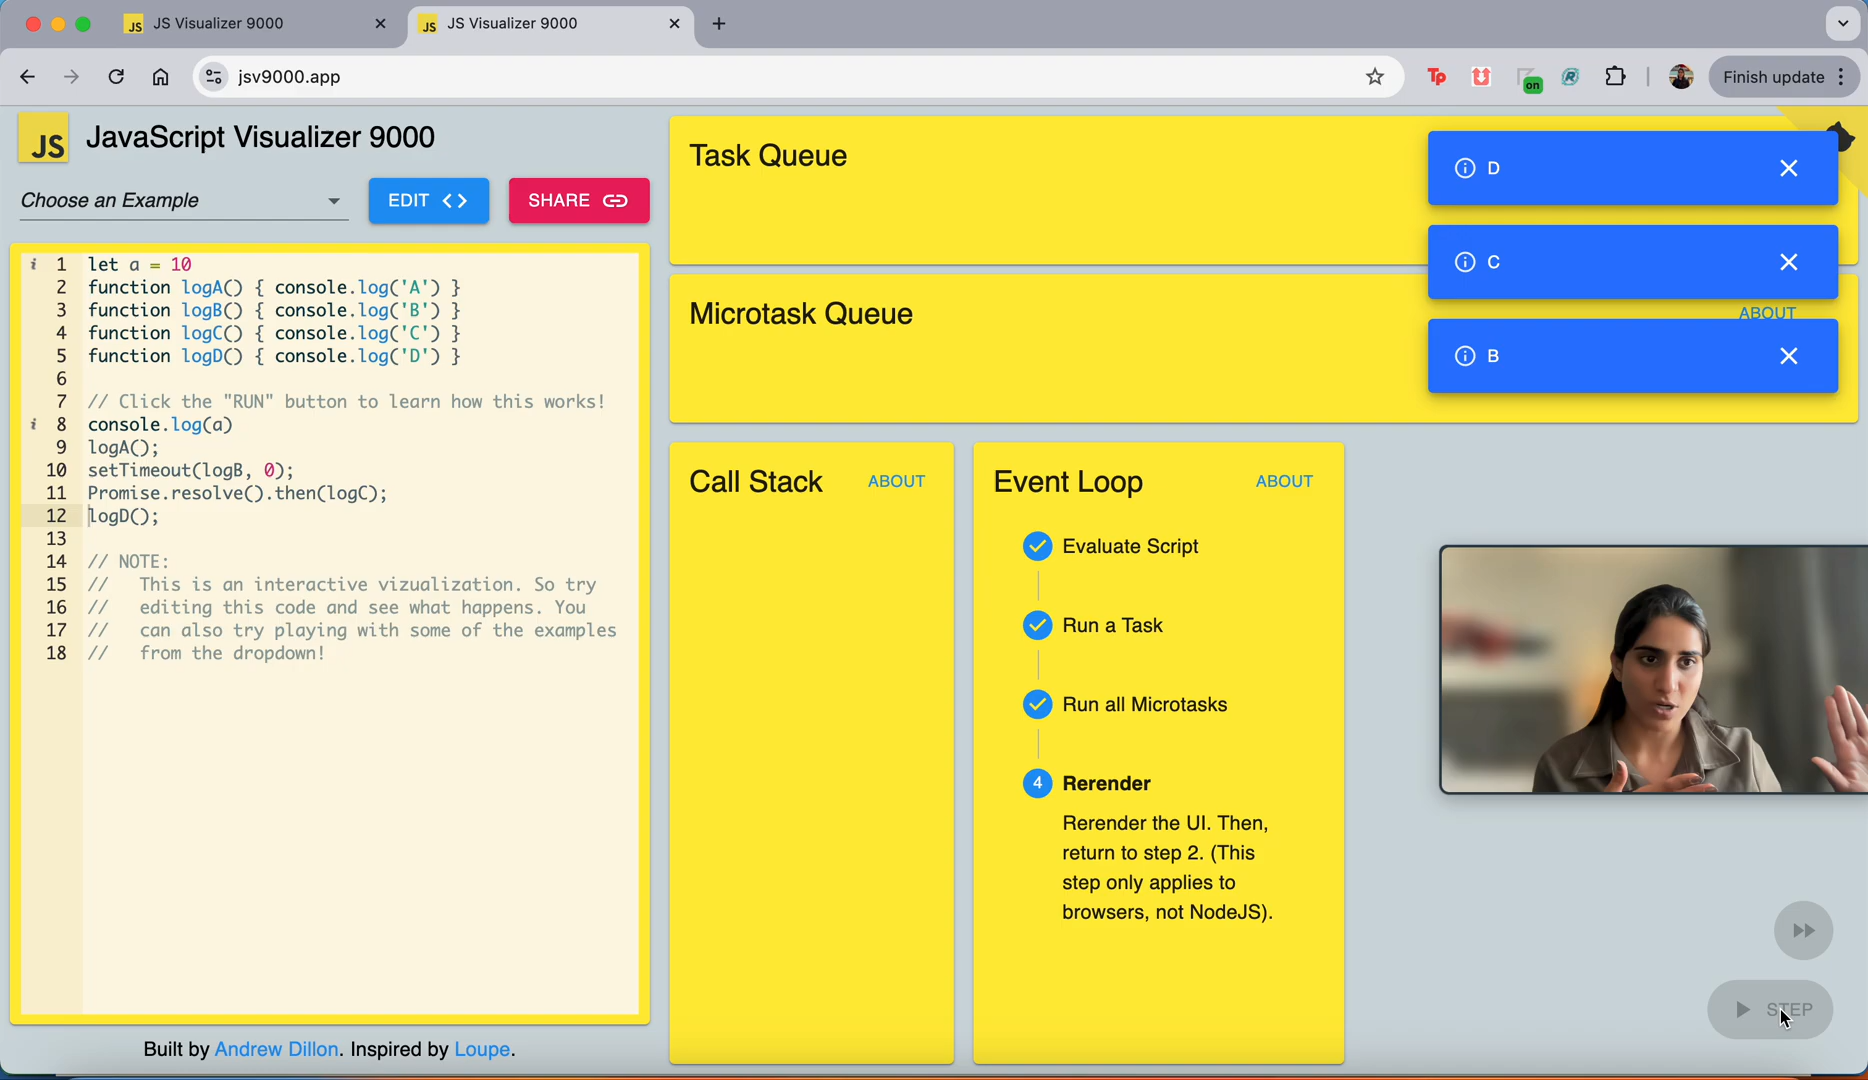 JS Visualizer 9000
JS Visualizer 9000
jsv9000.app
Finish update
on
JS
JavaScript Visualizer 9000
Choose an Example
EDIT <>
SHARE
1 let a = 10
2 function logA() { console.log('A') }
3 function logB() { console.log('B') }
4 function logC() { console.log('C') }
5 function logD() { console.log('D') }
6
7 // Click the "RUN" button to learn how this works!
8 console.log(a)
9 logA();
10 setTimeout(logB, 0);
11 Promise.resolve().then(logC);
12 logD();
13
14 // NOTE:
15 //   This is an interactive vizualization. So try
16 //   editing this code and see what happens. You
17 //   can also try playing with some of the examples
18 //   from the dropdown!
Built by Andrew Dillon. Inspired by Loupe.
Task Queue
D
C
Microtask Queue
ABOUT
B
Call Stack
ABOUT
Event Loop
ABOUT
Evaluate Script
Run a Task
Run all Microtasks
4 Rerender
Rerender the UI. Then,
return to step 2. (This
step only applies to
browsers, not NodeJS).
STEP